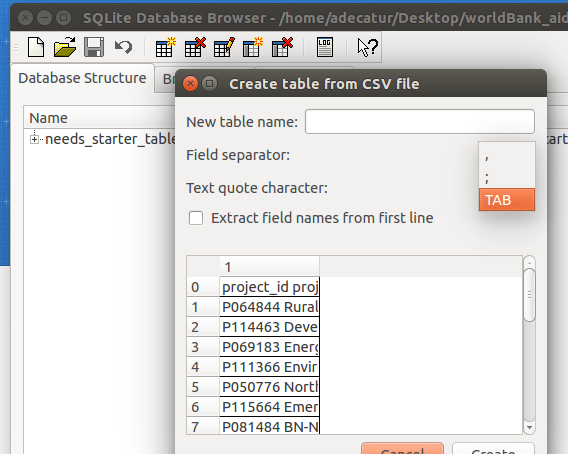 SQLite Database Browser - /home/adecatur/Desktop/worldBank_aid
LOG
Database Structure
Name
needs_starter_table
Create table from CSV file
New table name:
Field separator:
,
;
TAB
Text quote character:
Extract field names from first line
1
0 project_id proj
1 P064844 Rural
2 P114463 Deve
3 P069183 Energ
4 P111366 Envir
5 P050776 North
6 P115664 Emer
7 P081484 BN-N
Cancel Create